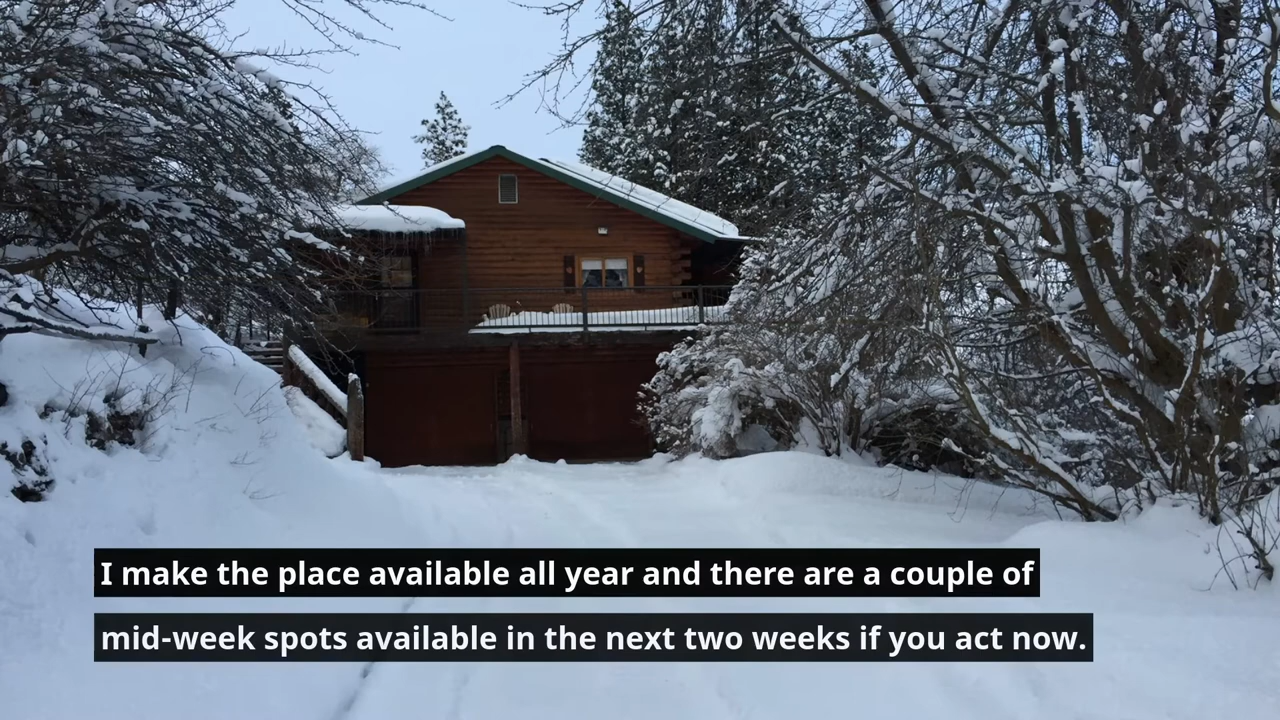 I make the place available all year and there are a couple of
mid-week spots available in the next two weeks if you act now.